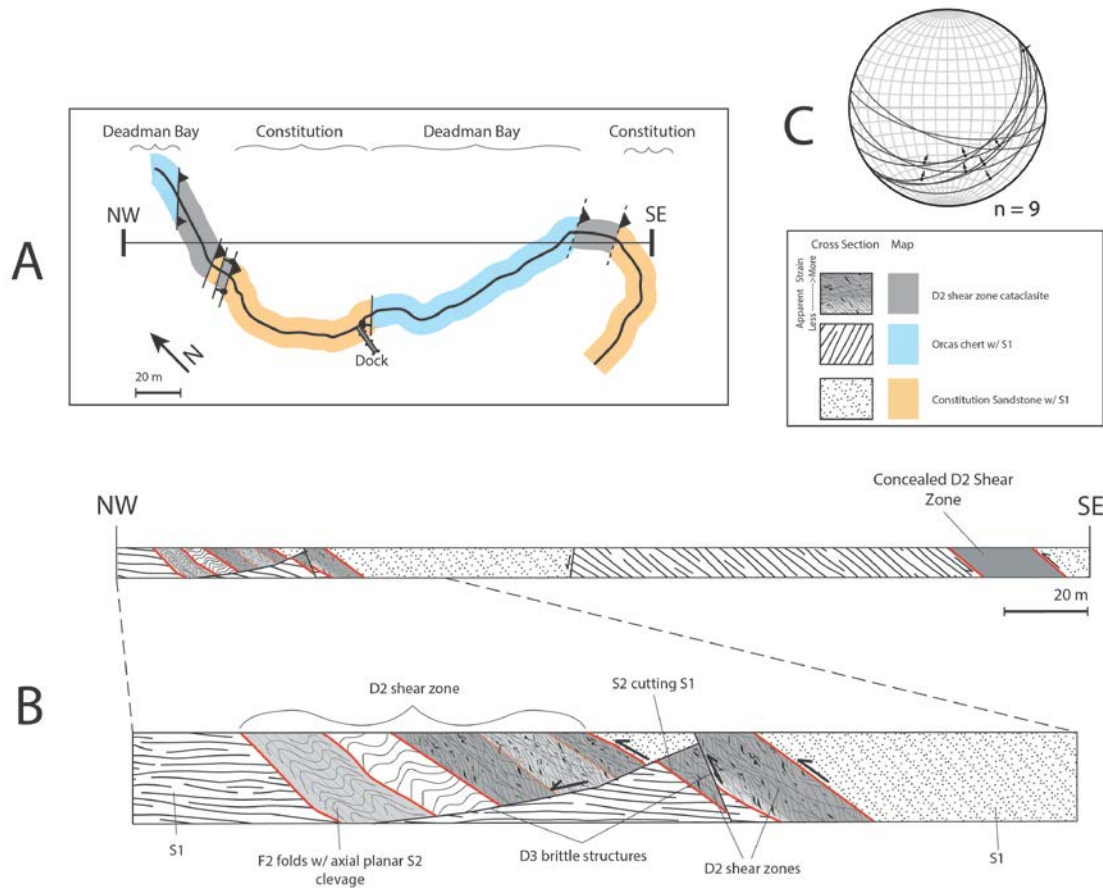 A
Deadman Bay
Constitution
Deadman Bay
Constitution
NW
SE
N
20 m
Dock
C
n = 9
Cross Section
Map
Apparent Strain
Less ------> More
D2 shear zone cataclasite
Orcas chert w/ S1
Constitution Sandstone w/ S1
NW
Concealed D2 Shear
Zone
SE
20 m
B
D2 shear zone
S2 cutting S1
S1
F2 folds w/ axial planar S2
clevage
D3 brittle structures
D2 shear zones
S1